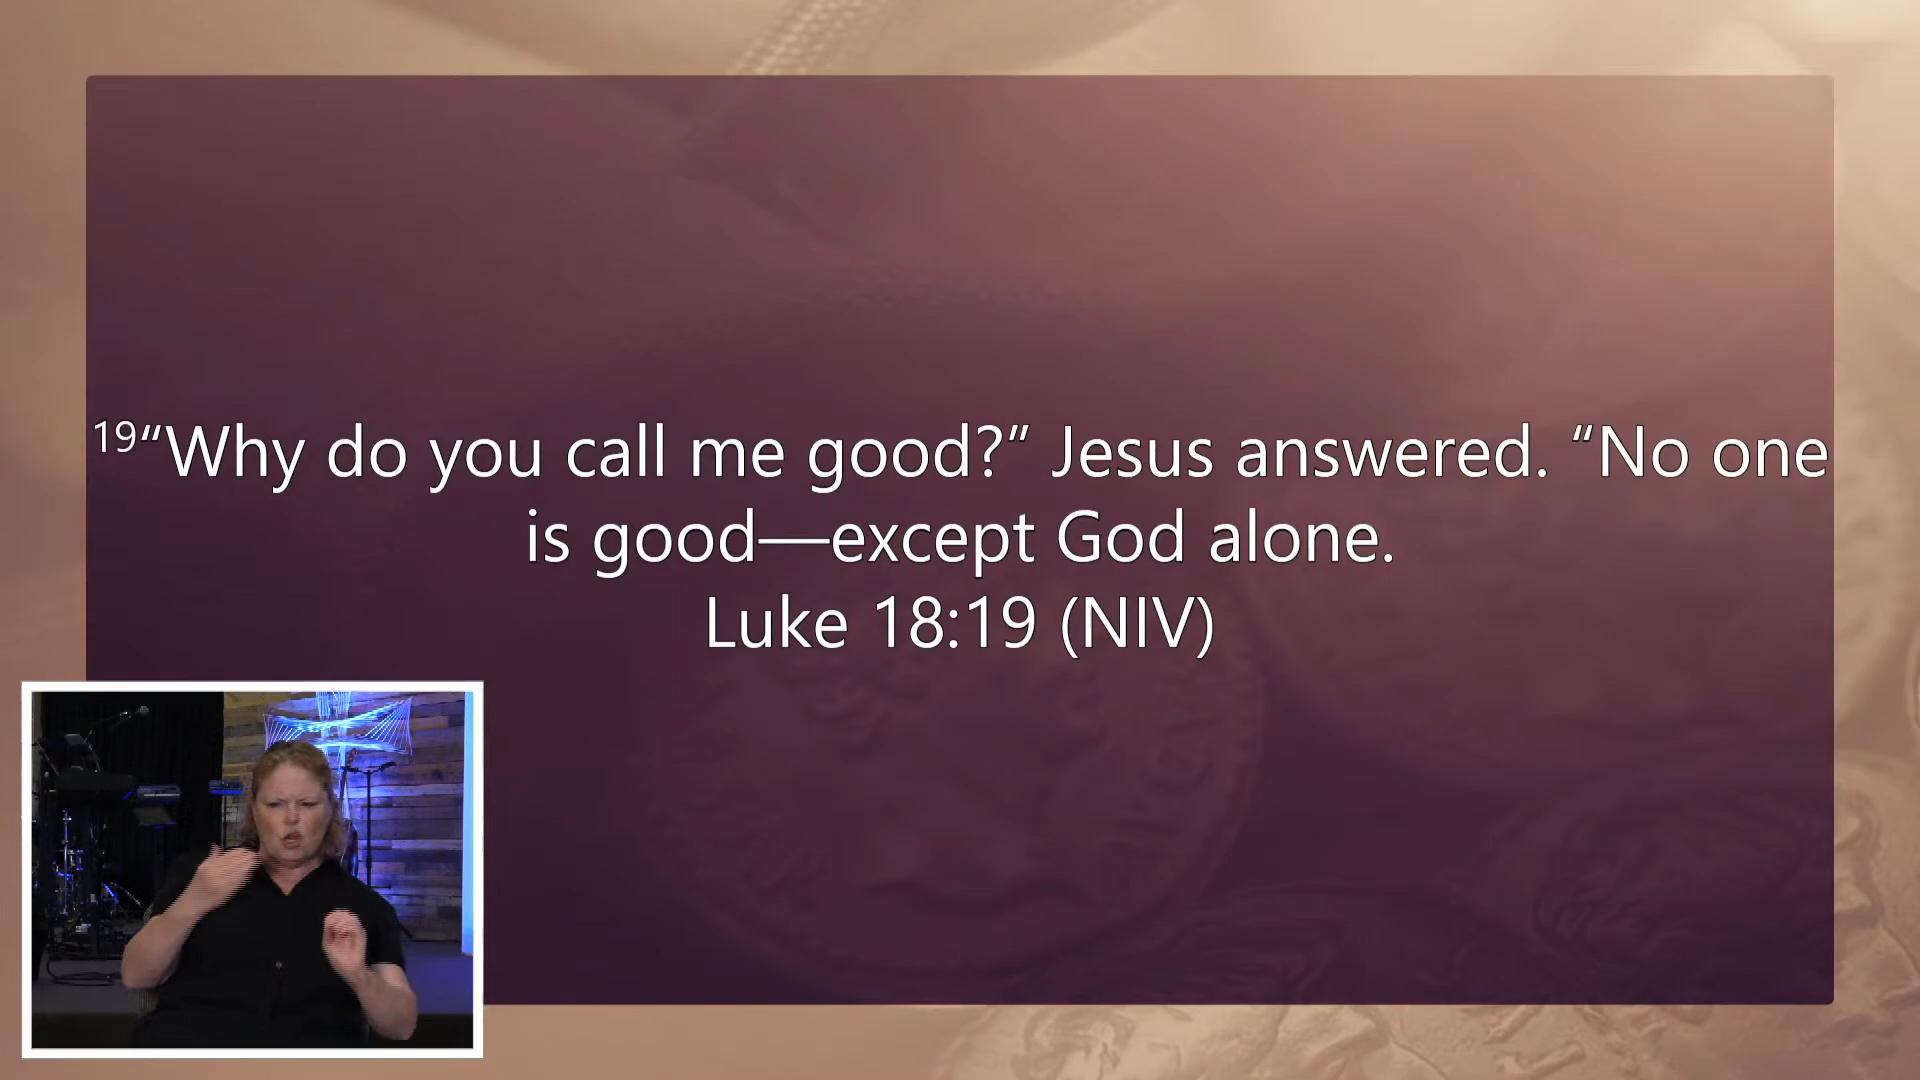 19“Why do you call me good?” Jesus answered. “No one
is good—except God alone.
Luke 18:19 (NIV)